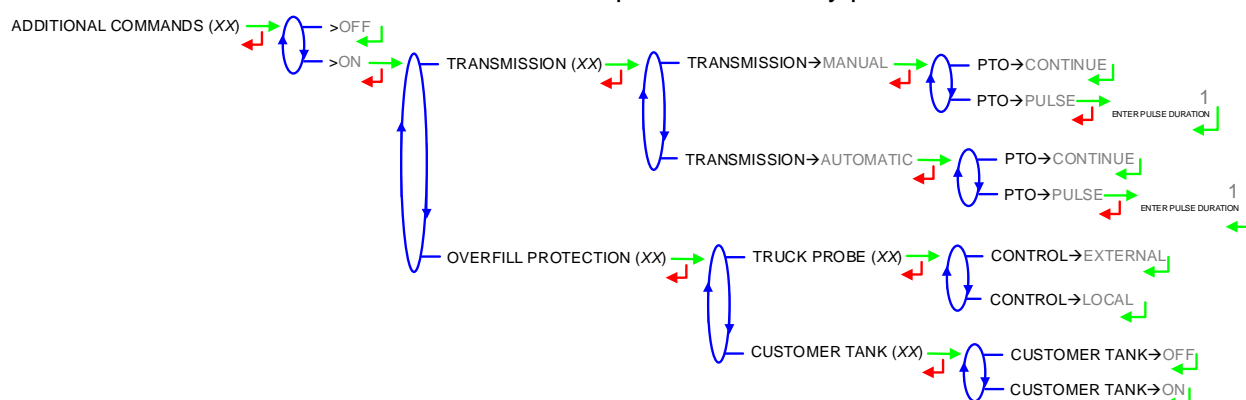 ADDITIONAL COMMANDS (XX)
>OFF
>ON
TRANSMISSION (XX)
TRANSMISSION→MANUAL
PTO→CONTINUE
PTO→PULSE
1
ENTER PULSE DURATION
TRANSMISSION→AUTOMATIC
PTO→CONTINUE
PTO→PULSE
1
ENTER PULSE DURATION
OVERFILL PROTECTION (XX)
TRUCK PROBE (XX)
CONTROL→EXTERNAL
CONTROL→LOCAL
CUSTOMER TANK (XX)
CUSTOMER TANK→OFF
CUSTOMER TANK→ON